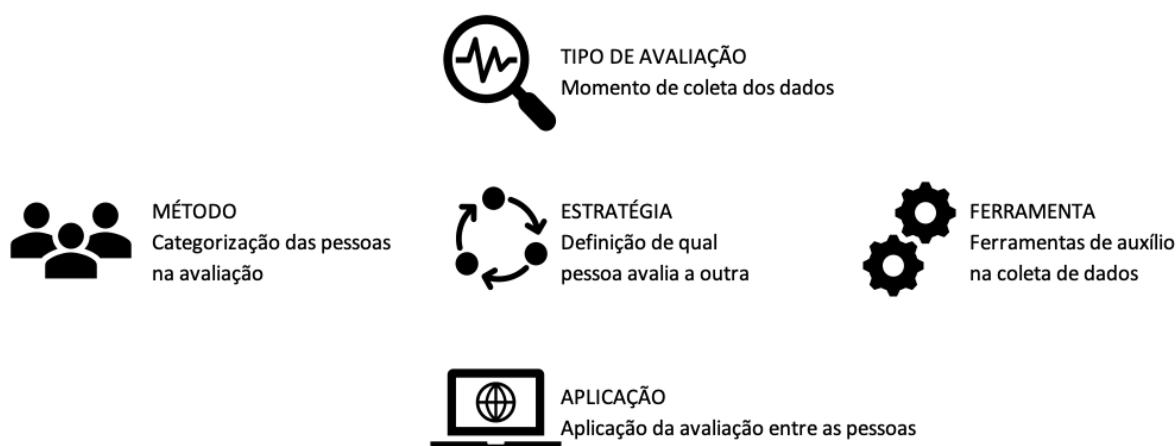 TIPO DE AVALIAÇÃO
Momento de coleta dos dados
MÉTODO
Categorização das pessoas
na avaliação
ESTRATÉGIA
Definição de qual
pessoa avalia a outra
FERRAMENTA
Ferramentas de auxílio
na coleta de dados
APLICAÇÃO
Aplicação da avaliação entre as pessoas